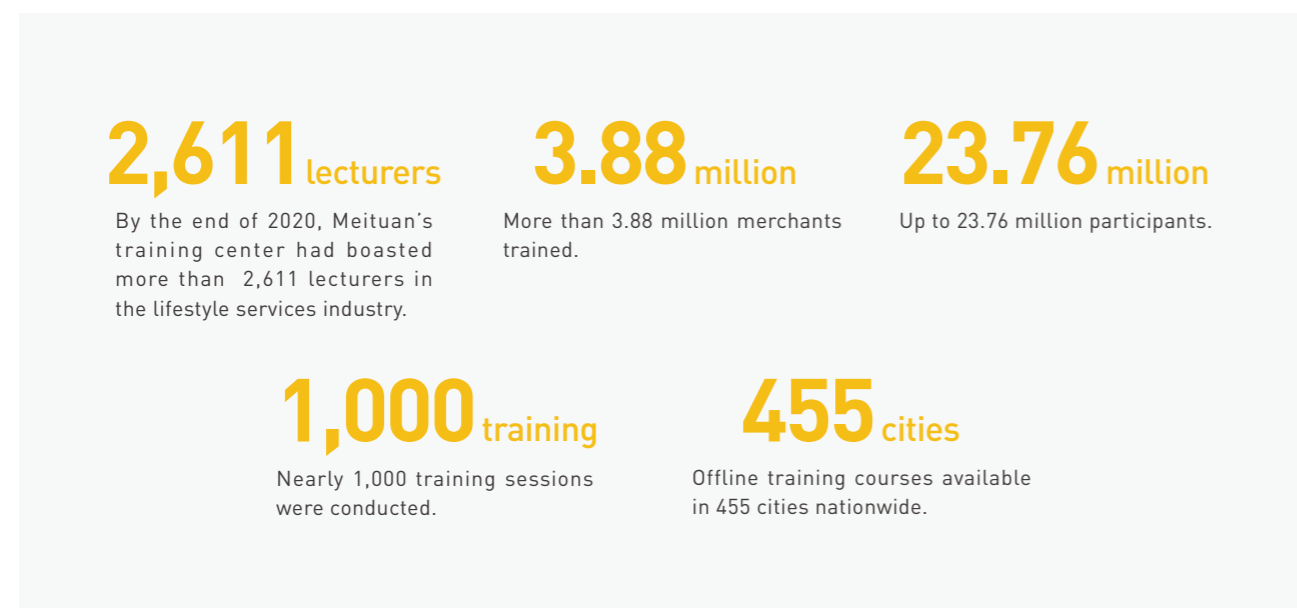 2,611 lecturers
By the end of 2020, Meituan's
training center had boasted
more than 2,611 lecturers in
the lifestyle services industry.
3.88 million
More than 3.88 million merchants
trained.
23.76 million
Up to 23.76 million participants.
1,000 training
Nearly 1,000 training sessions
were conducted.
455 cities
Offline training courses available
in 455 cities nationwide.